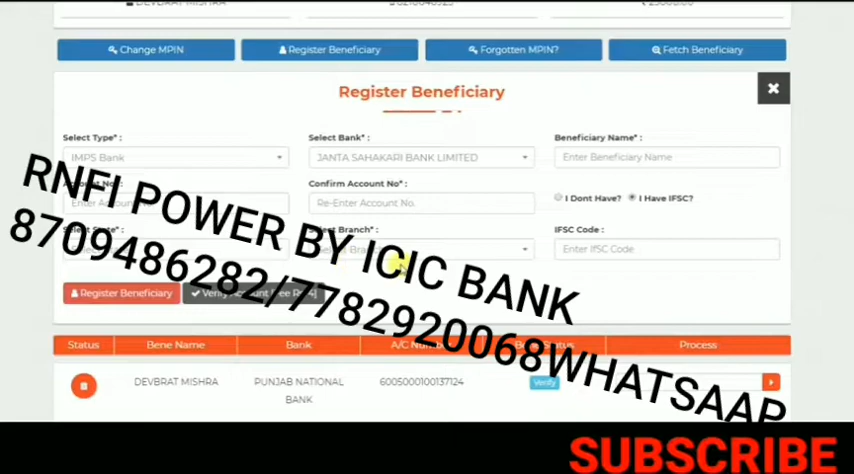 DEVBRAT MISHRA
Change MPIN Register Beneficiary Forgotten MPIN? Fetch Beneficiary
Register Beneficiary
Select Type* : Select Bank* : Beneficiary Name* :
IMPS Bank JANTA SAHAKARI BANK LIMITED Enter Beneficiary Name
Confirm Account No* : I Dont Have? I Have IFSC?
Re-Enter Account No.
Branch* : IFSC Code :
Enter IFSC Code
Register Beneficiary
RNFI POWER BY ICIC BANK
8709486282/7782920068WHATSAAP
Status Bene Name Bank Process
DEVBRAT MISHRA PUNJAB NATIONAL 6005000100137124 Verify
BANK
SUBSCRIBE